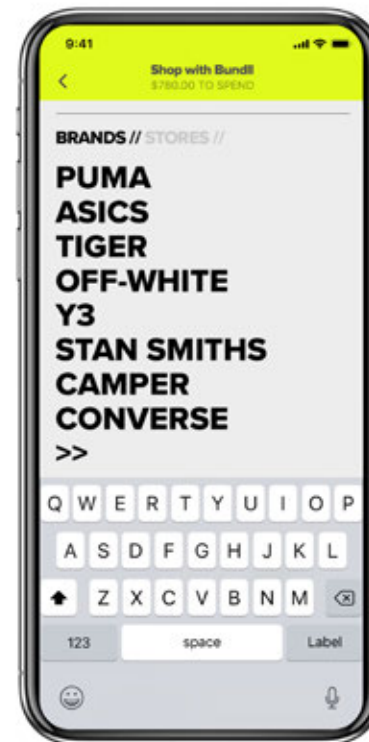 9:41
Shop with Bundll
$780.00 TO SPEND
BRANDS // STORES //
PUMA
ASICS
TIGER
OFF-WHITE
Y3
STAN SMITHS
CAMPER
CONVERSE
>>
Q W E R T Y U I O P
A S D F G H J K L
Z X C V B N M
123 space Label